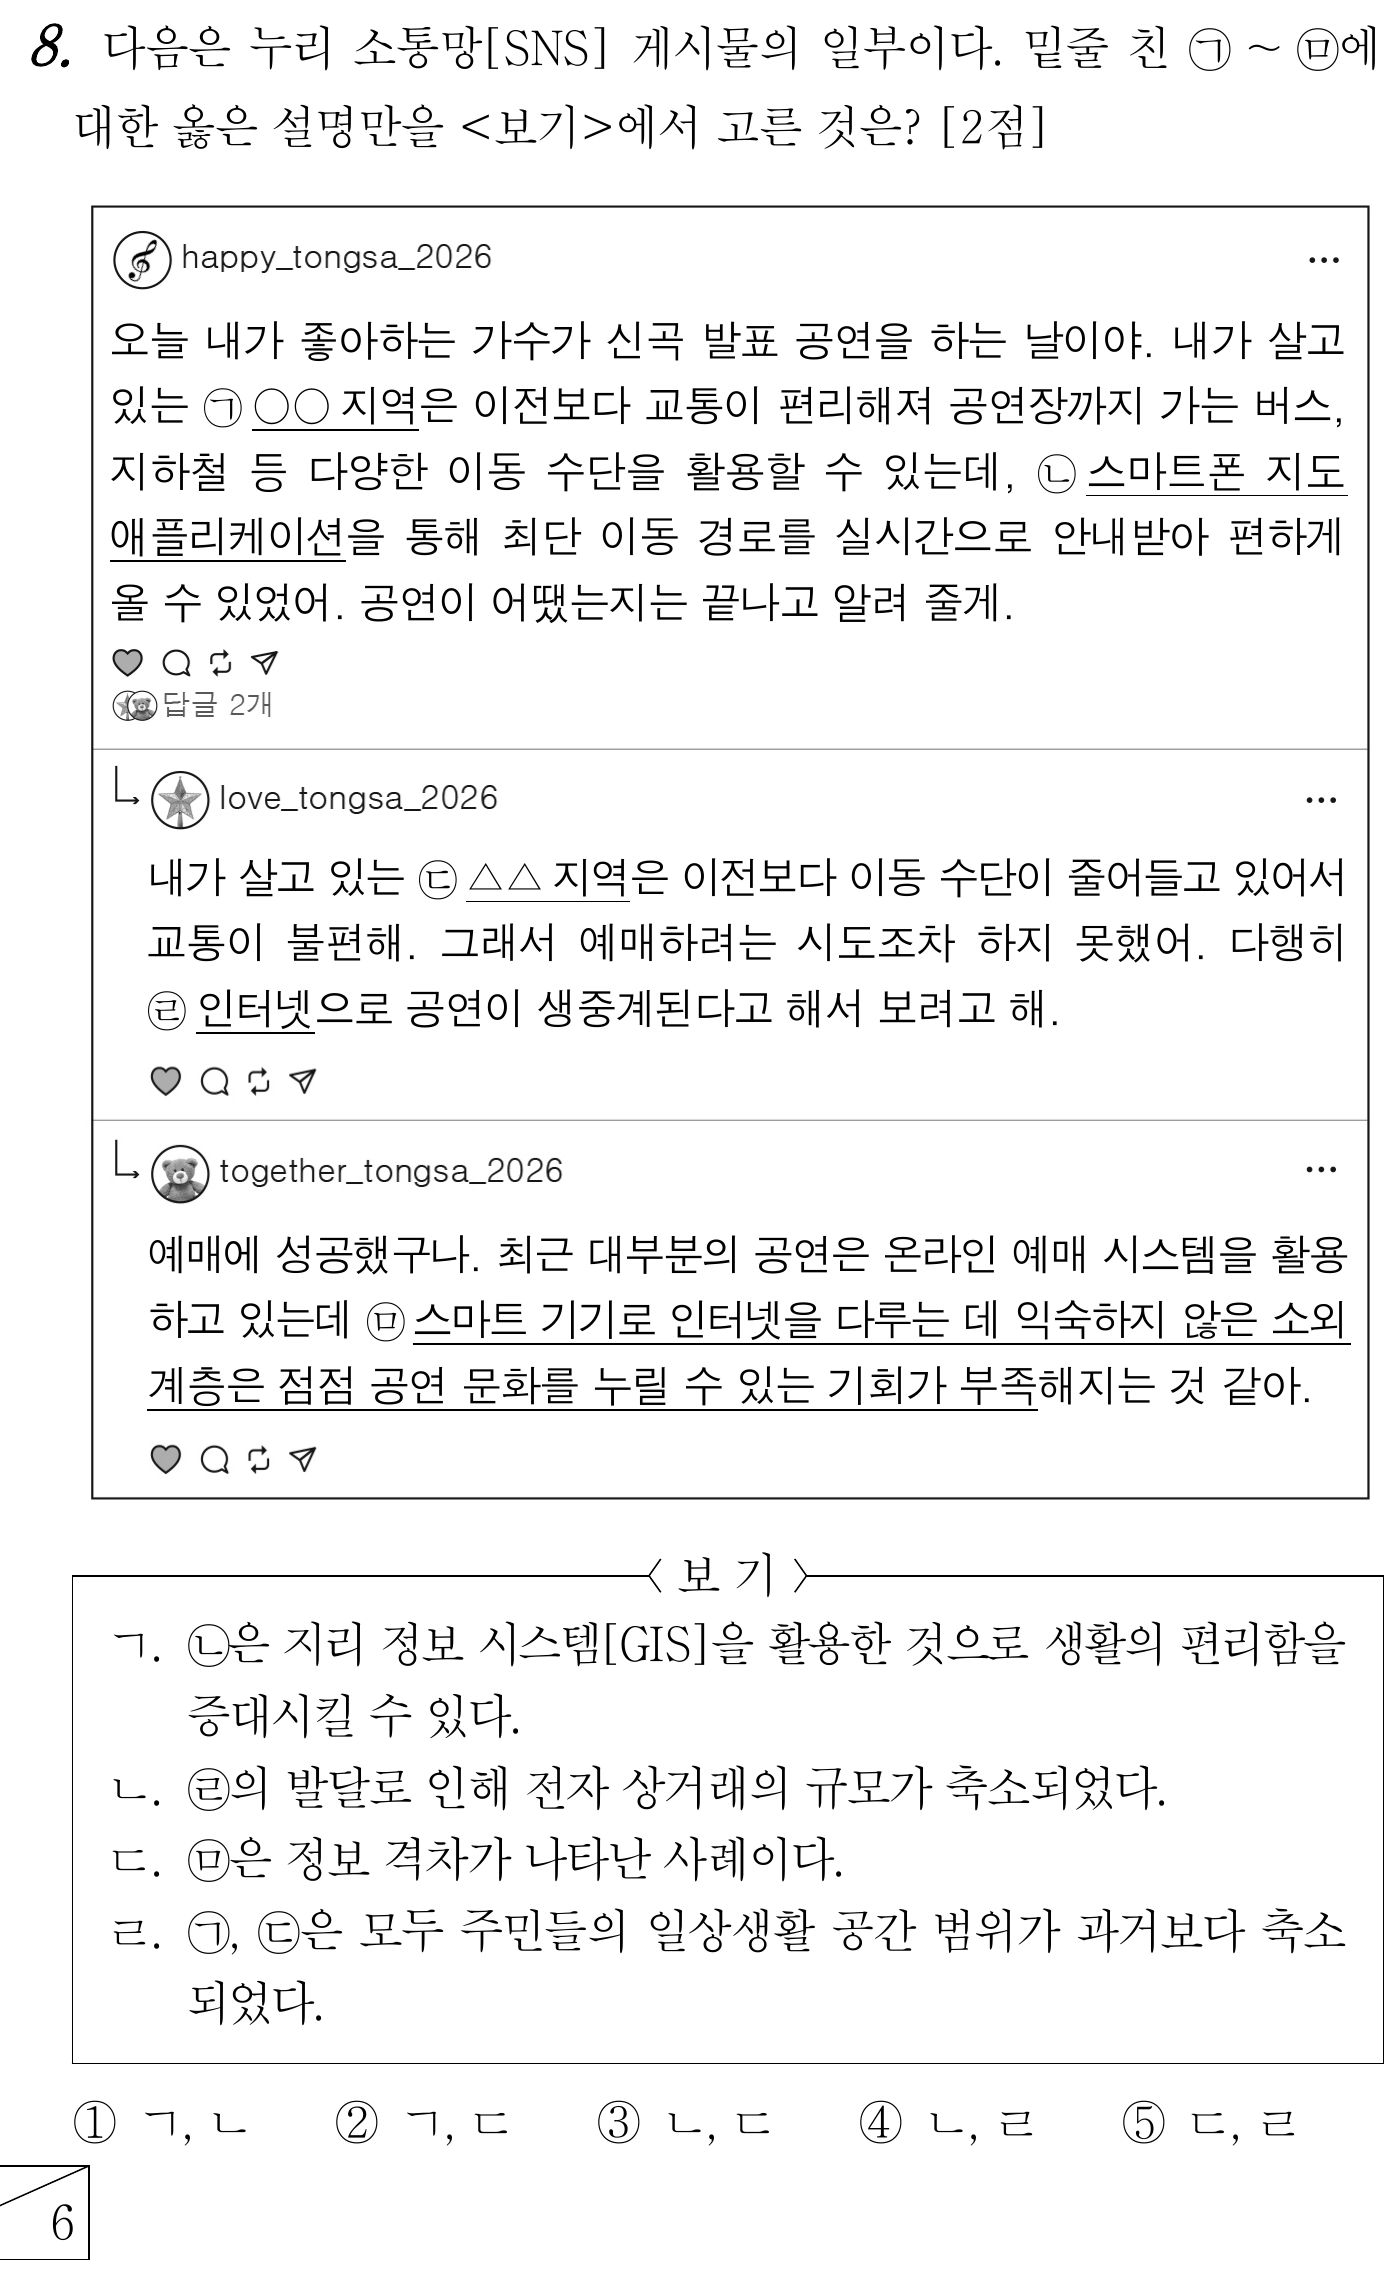 8. 다음은 누리 소통망[SNS] 게시물의 일부이다. 밑줄 친 ㉠ ~ ㉤에
대한 옳은 설명만을 <보기>에서 고른 것은? [2점]
happy_tongsa_2026
오늘 내가 좋아하는 가수가 신곡 발표 공연을 하는 날이야. 내가 살고
있는 ㉠ ○○ 지역은 이전보다 교통이 편리해져 공연장까지 가는 버스,
지하철 등 다양한 이동 수단을 활용할 수 있는데, ㉡ 스마트폰 지도
애플리케이션을 통해 최단 이동 경로를 실시간으로 안내받아 편하게
올 수 있었어. 공연이 어땠는지는 끝나고 알려 줄게.
답글 2개
love_tongsa_2026
내가 살고 있는 ㉢ △△ 지역은 이전보다 이동 수단이 줄어들고 있어서
교통이 불편해. 그래서 예매하려는 시도조차 하지 못했어. 다행히
㉣ 인터넷으로 공연이 생중계된다고 해서 보려고 해.
together_tongsa_2026
예매에 성공했구나. 최근 대부분의 공연은 온라인 예매 시스템을 활용
하고 있는데 ㉤ 스마트 기기로 인터넷을 다루는 데 익숙하지 않은 소외
계층은 점점 공연 문화를 누릴 수 있는 기회가 부족해지는 것 같아.
〈 보 기 〉
ㄱ. ㉡은 지리 정보 시스템[GIS]을 활용한 것으로 생활의 편리함을
증대시킬 수 있다.
ㄴ. ㉣의 발달로 인해 전자 상거래의 규모가 축소되었다.
ㄷ. ㉤은 정보 격차가 나타난 사례이다.
ㄹ. ㉠, ㉢은 모두 주민들의 일상생활 공간 범위가 과거보다 축소
되었다.
① ㄱ, ㄴ ② ㄱ, ㄷ ③ ㄴ, ㄷ ④ ㄴ, ㄹ ⑤ ㄷ, ㄹ
6